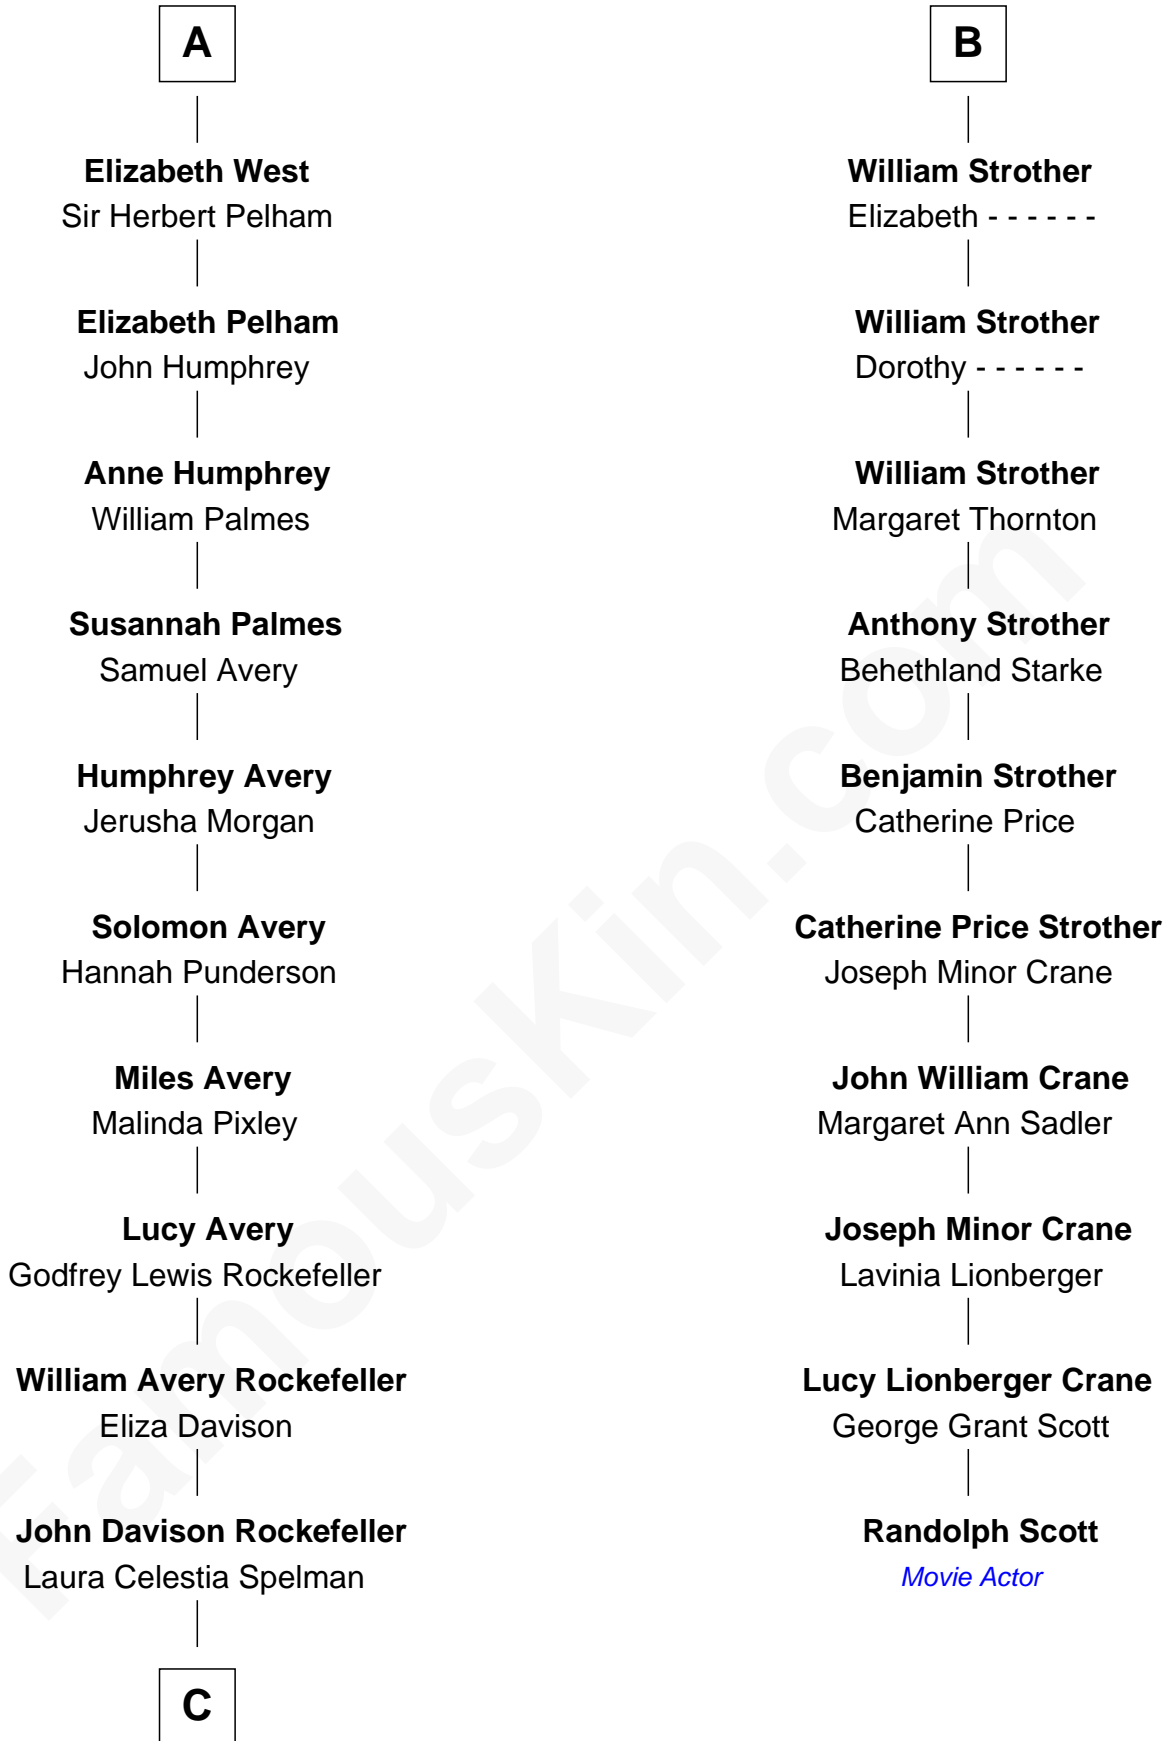 A
Elizabeth West
Sir Herbert Pelham
Elizabeth Pelham
John Humphrey
Anne Humphrey
William Palmes
Susannah Palmes
Samuel Avery
Humphrey Avery
Jerusha Morgan
Solomon Avery
Hannah Punderson
Miles Avery
Malinda Pixley
Lucy Avery
Godfrey Lewis Rockefeller
William Avery Rockefeller
Eliza Davison
John Davison Rockefeller
Laura Celestia Spelman
C
B
William Strother
Elizabeth - - - - - -
William Strother
Dorothy - - - - - -
William Strother
Margaret Thornton
Anthony Strother
Behethland Starke
Benjamin Strother
Catherine Price
Catherine Price Strother
Joseph Minor Crane
John William Crane
Margaret Ann Sadler
Joseph Minor Crane
Lavinia Lionberger
Lucy Lionberger Crane
George Grant Scott
Randolph Scott
Movie Actor
FamousKin.com